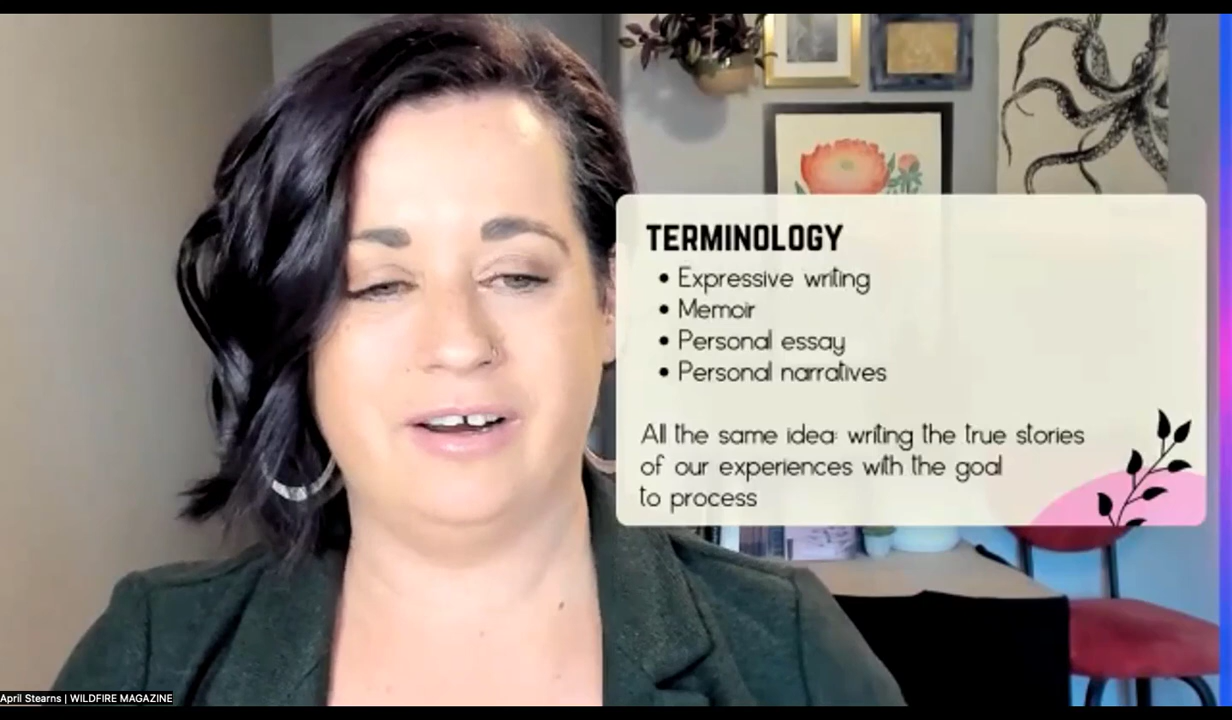 TERMINOLOGY
• Expressive writing
• Memoir
• Personal essay
• Personal narratives
All the same idea: writing the true stories
of our experiences with the goal
to process
April Stearns | WILDFIRE MAGAZINE